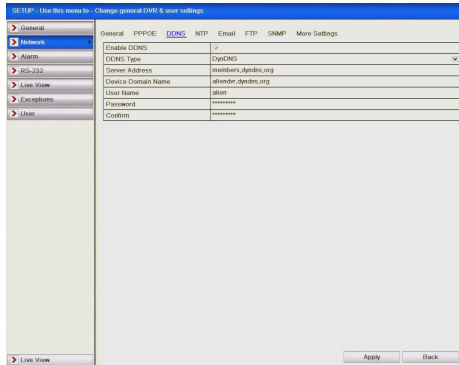 SETUP - Use this menu to - Change general DVR & user settings
General
Network
Alarm
RS-232
Live View
Exceptions
User
General PPPOE DDNS NTP Email FTP SNMP More Settings
Enable DDNS
DDNS Type DynDNS
Server Address members,dyndns,org
Device Domain Name aliendvr,dyndns,org
User Name alien
Password *********
Confirm *********
Live View
Apply Back